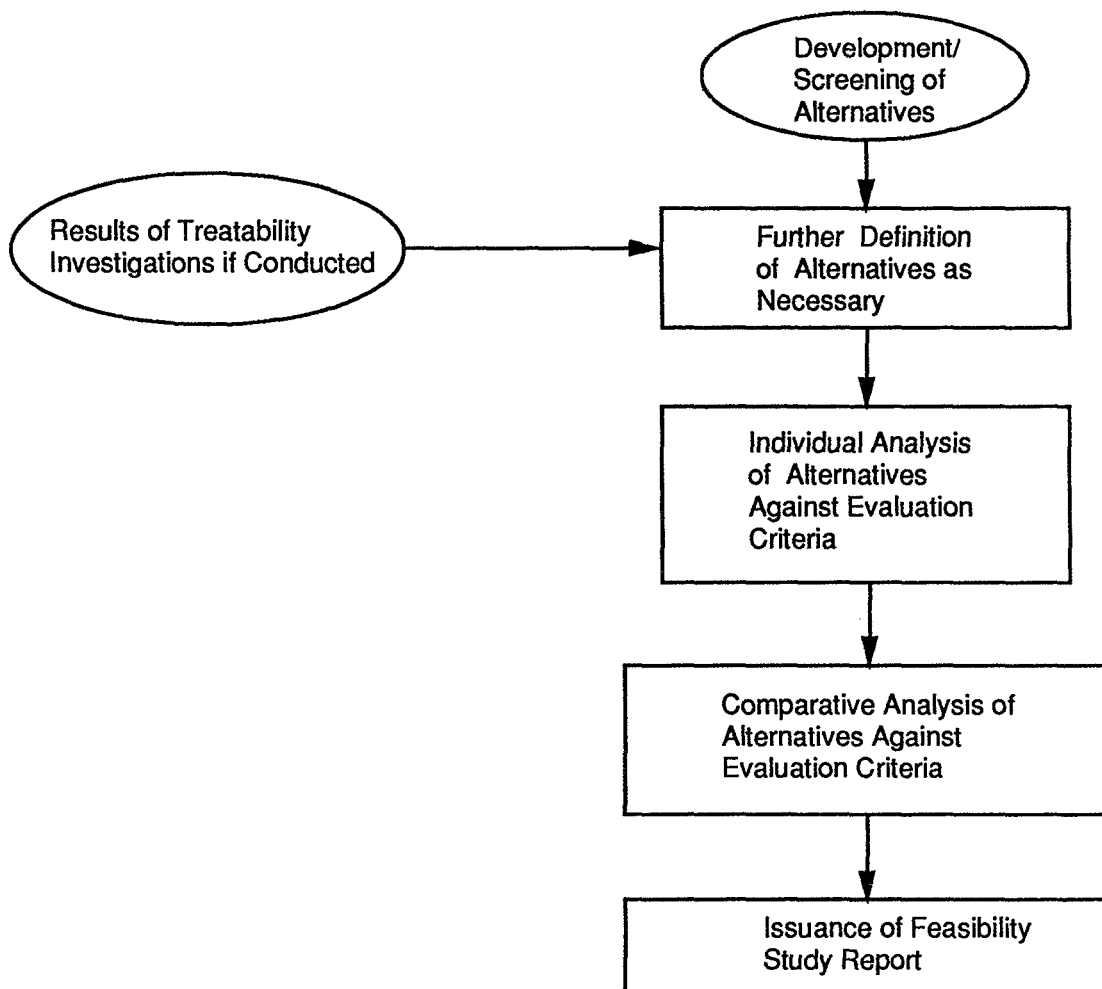 Development/
Screening of
Alternatives
Results of Treatability
Investigations if Conducted
Further Definition
of Alternatives as
Necessary
Individual Analysis
of Alternatives
Against Evaluation
Criteria
Comparative Analysis of
Alternatives Against
Evaluation Criteria
Issuance of Feasibility
Study Report